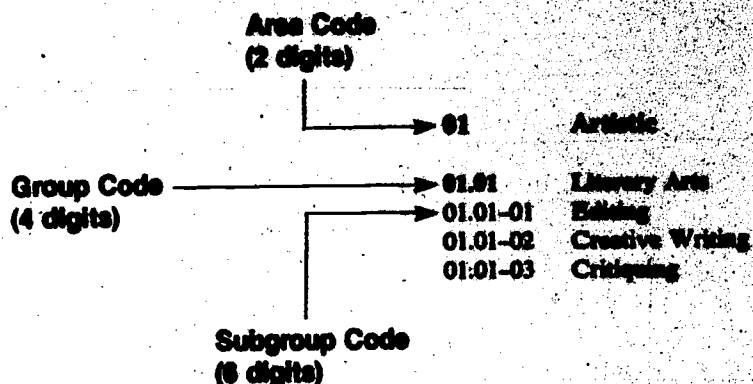 Area Code
(2 digits)
01 Artistic
Group Code
(4 digits)
01.01 Literary Arts
01.01-01 Editing
01.01-02 Creative Writing
01:01-03 Critiquing
Subgroup Code
(6 digits)